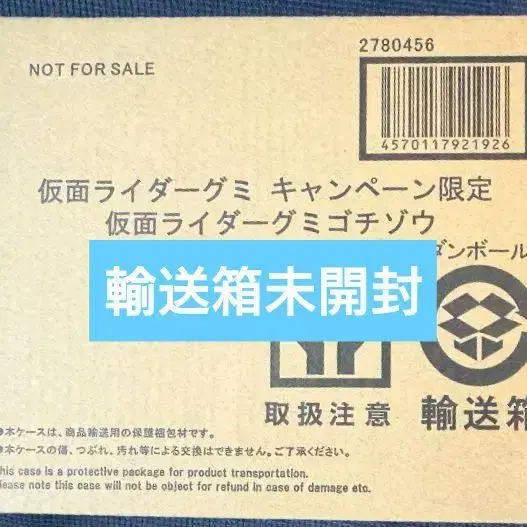 2780456
NOT FOR SALE
4570117921926
仮面ライダーグミ キャンペーン限定
仮面ライダーグミゴチゾウ
ダンボール
輸送箱未開封
取扱注意
輸送箱
●本ケースは、商品輸送用の保護梱包材です。
●本ケースの傷、つぶれ、汚れ等による交換はできません。ご了承ください。
This case is a protective package for product transportation.
Please note this case will not be object for refund in case of damage etc.